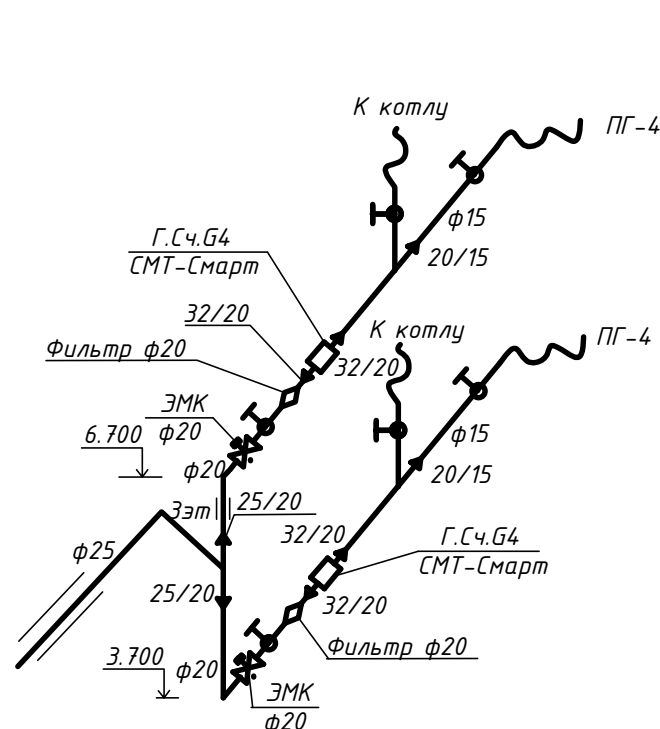 К котлу
ПГ-4
ф15
20/15
Г.Сч.G4
СМТ-Смарт
32/20
К котлу
ПГ-4
Фильтр ф20
32/20
ЭМК
ф20
6.700
ф15
ф20
20/15
3эт
25/20
32/20
Г.Сч.G4
СМТ-Смарт
ф25
25/20
32/20
Фильтр ф20
3.700
ф20
ЭМК
ф20